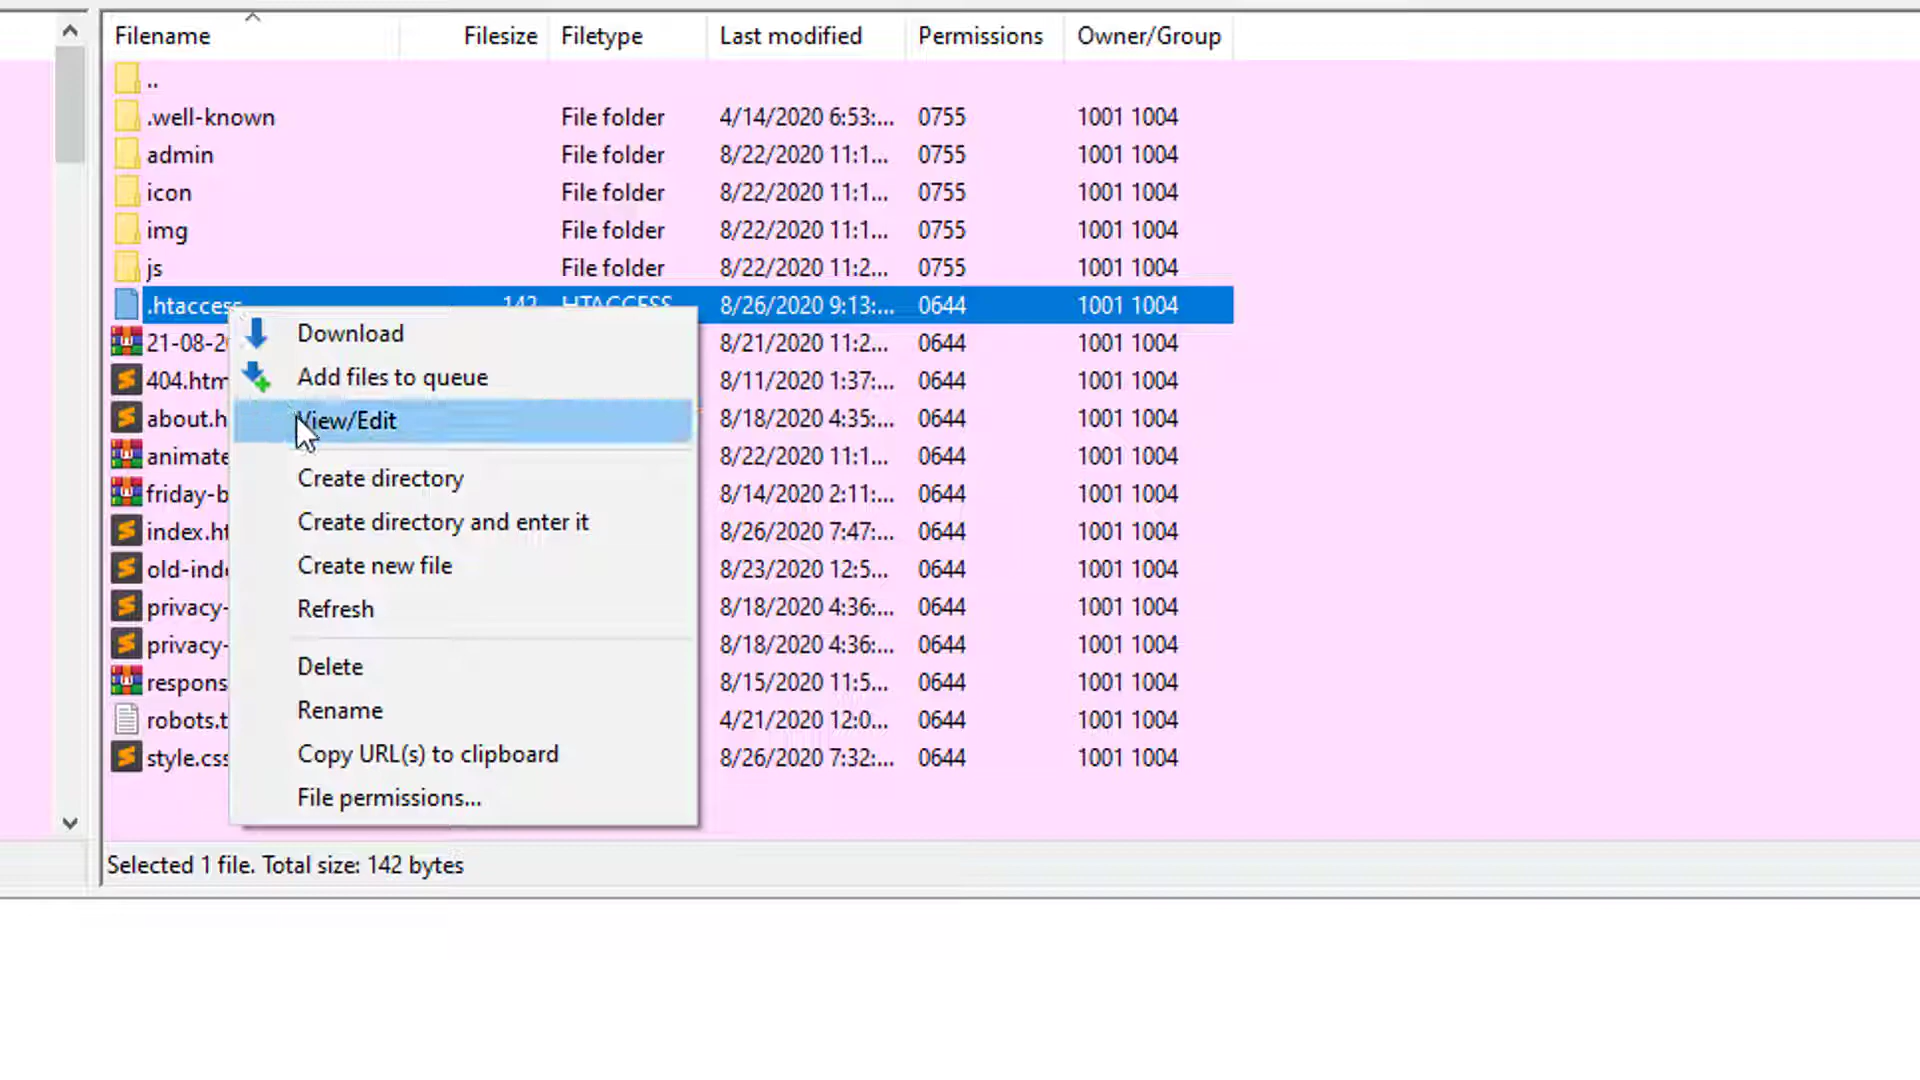 Filename Filesize Filetype Last modified Permissions Owner/Group
..
.well-known File folder 4/14/2020 6:53:... 0755 1001 1004
admin File folder 8/22/2020 11:1... 0755 1001 1004
icon File folder 8/22/2020 11:1... 0755 1001 1004
img File folder 8/22/2020 11:1... 0755 1001 1004
js File folder 8/22/2020 11:2... 0755 1001 1004
.htaccess 142 HTACCESS 8/26/2020 9:13:... 0644 1001 1004
21-08-2 8/21/2020 11:2... 0644 1001 1004
404.htm 8/11/2020 1:37:... 0644 1001 1004
about.h 8/18/2020 4:35:... 0644 1001 1004
animate 8/22/2020 11:1... 0644 1001 1004
friday-b 8/14/2020 2:11:... 0644 1001 1004
index.ht 8/26/2020 7:47:... 0644 1001 1004
old-inde 8/23/2020 12:5... 0644 1001 1004
privacy- 8/18/2020 4:36:... 0644 1001 1004
privacy- 8/18/2020 4:36:... 0644 1001 1004
respons 8/15/2020 11:5... 0644 1001 1004
robots.t 4/21/2020 12:0... 0644 1001 1004
style.css 8/26/2020 7:32:... 0644 1001 1004
Download
Add files to queue
View/Edit
Create directory
Create directory and enter it
Create new file
Refresh
Delete
Rename
Copy URL(s) to clipboard
File permissions...
Selected 1 file. Total size: 142 bytes